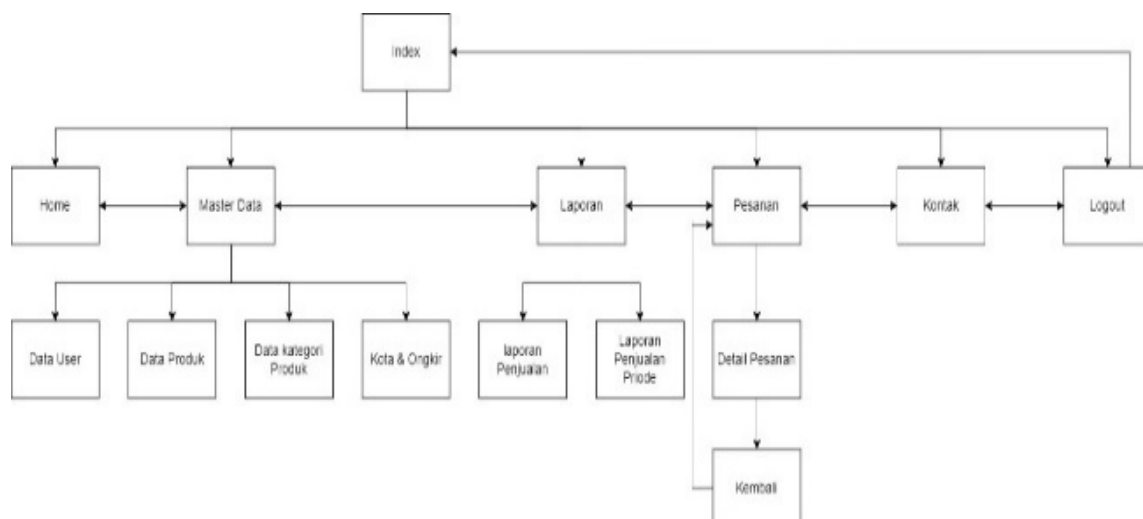 Index
Home
Master Data
Laporan
Pesanan
Kontak
Logout
Data User
Data Produk
Data kategori
Produk
Kota & Ongkir
laporan
Penjualan
Laporan
Penjualan
Priode
Detail Pesanan
Kembali